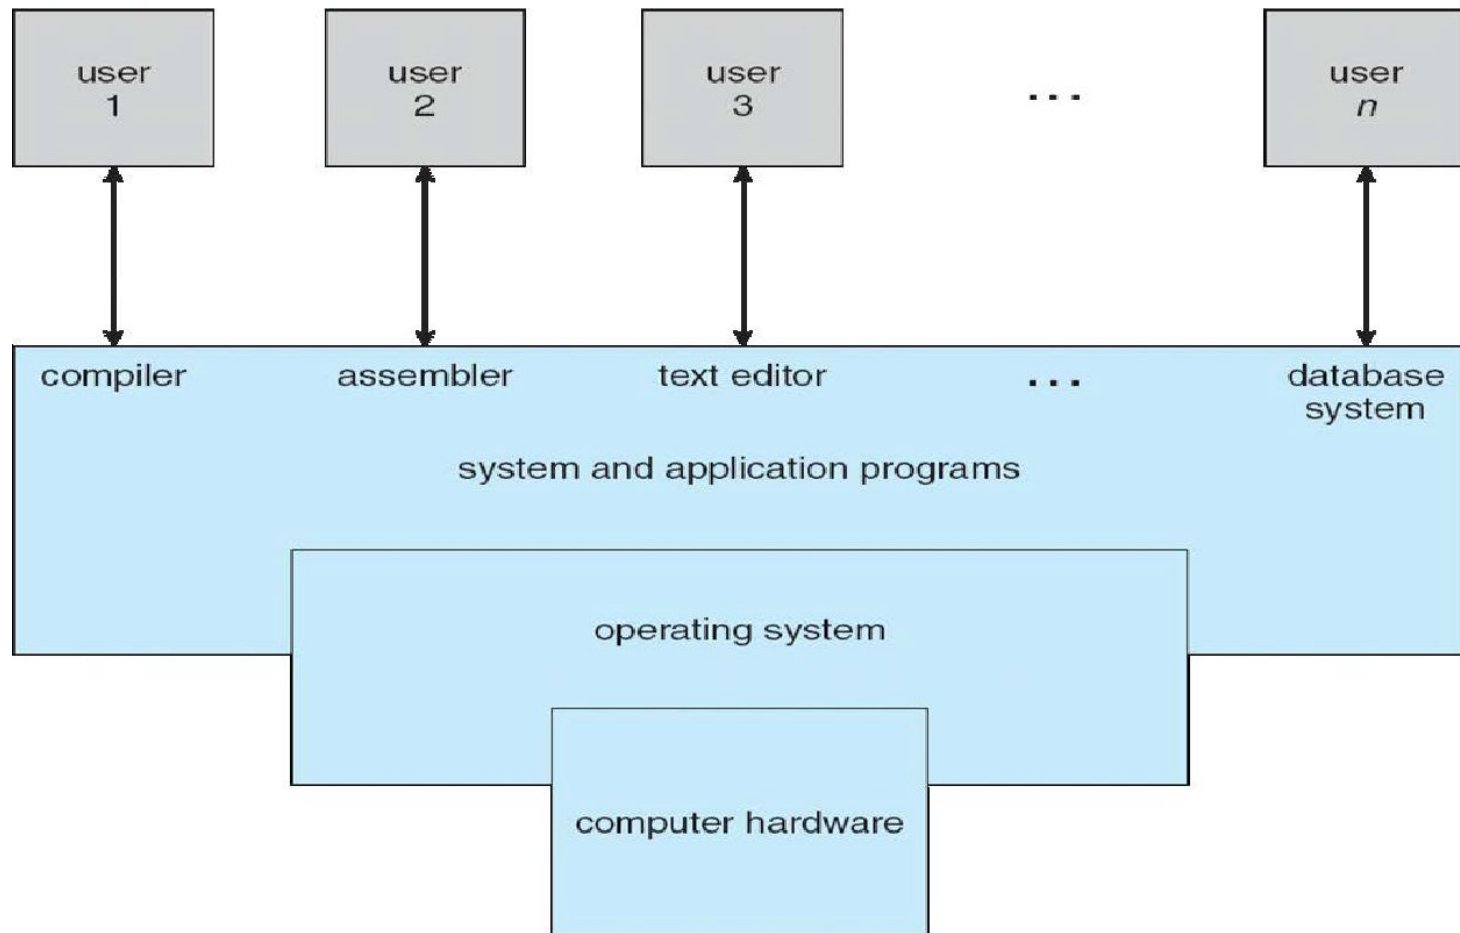 user
1
user
2
user
3
...
user
n
compiler
assembler
text editor
...
database
system
system and application programs
operating system
computer hardware